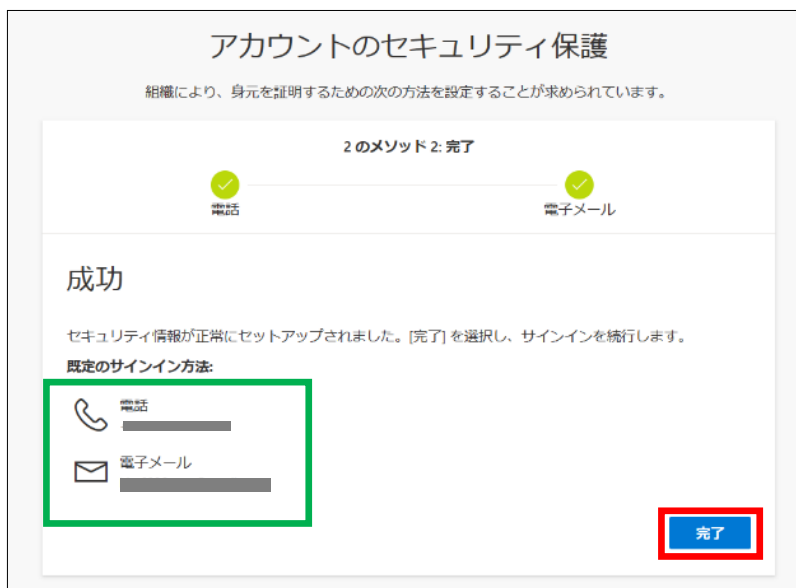 アカウントのセキュリティ保護
組織により、身元を証明するための次の方法を設定することが求められています。
2 のメソッド 2: 完了
電話
電子メール
成功
セキュリティ情報が正常にセットアップされました。[完了] を選択し、サインインを続行します。
既定のサインイン方法:
電話
電子メール
完了